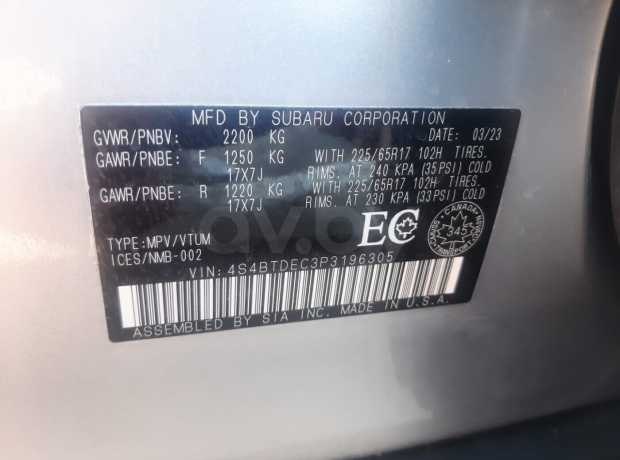 MFD BY SUBARU CORPORATION
GVWR/PNBV: 2200 KG DATE: 03/23
GAWR/PNBE: F 1250 KG WITH 225/65R17 102H TIRES.
17X7J RIMS. AT 240 KPA (35PSI) COLD
GAWR/PNBE: R 1220 KG WITH 225/65R17 102H TIRES.
17X7J RIMS. AT 230 KPA (33PSI) COLD
TYPE:MPV/VTUM
ICES/NMB-002
EC
CANADA
TRANSPORT
345
VIN: 4S4BTDEC3P3196305
ASSEMBLED BY SIA INC. MADE IN U.S.A.